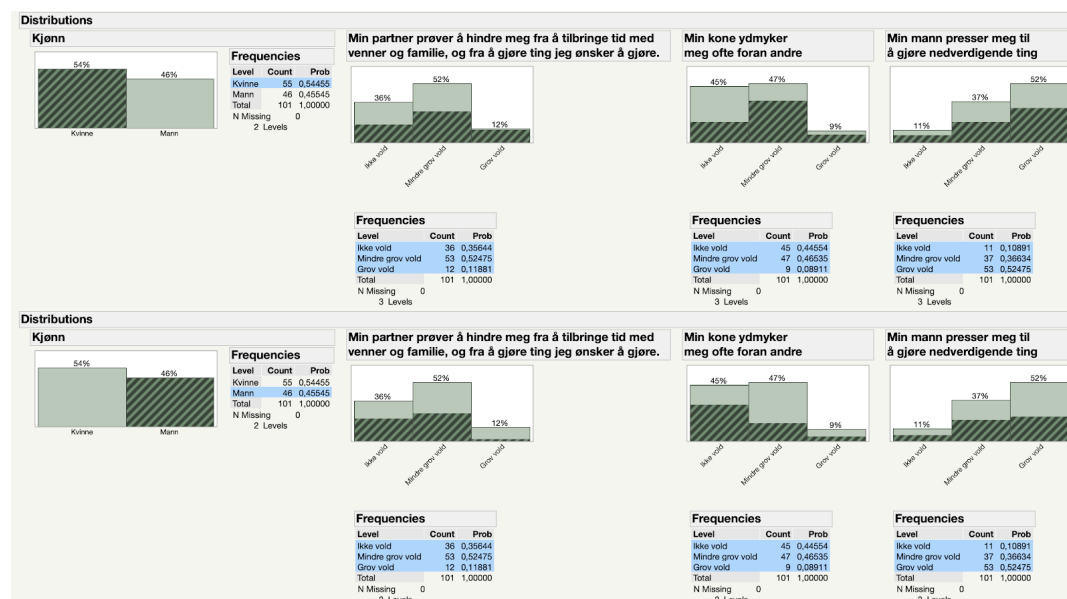 Distributions
Kjønn
54%
46%
Kvinne Mann
Frequencies
Level Count Prob
Kvinne 55 0,54455
Mann 46 0,45545
Total 101 1,00000
N Missing 0
2 Levels
Min partner prøver å hindre meg fra å tilbringe tid med
venner og familie, og fra å gjøre ting jeg ønsker å gjøre.
36%
52%
12%
Ikke vold
Mindre grov vold
Grov vold
Frequencies
Level Count Prob
Ikke vold 36 0,35644
Mindre grov vold 53 0,52475
Grov vold 12 0,11881
Total 101 1,00000
N Missing 0
3 Levels
Min kone ydmyker
meg ofte foran andre
45%
47%
9%
Ikke vold
Mindre grov vold
Grov vold
Frequencies
Level Count Prob
Ikke vold 45 0,44554
Mindre grov vold 47 0,46535
Grov vold 9 0,08911
Total 101 1,00000
N Missing 0
3 Levels
Min mann presser meg til
å gjøre nedverdigende ting
11%
37%
52%
Ikke vold
Mindre grov vold
Grov vold
Frequencies
Level Count Prob
Ikke vold 11 0,10891
Mindre grov vold 37 0,36634
Grov vold 53 0,52475
Total 101 1,00000
N Missing 0
3 Levels
Distributions
Kjønn
54%
46%
Kvinne Mann
Frequencies
Level Count Prob
Kvinne 55 0,54455
Mann 46 0,45545
Total 101 1,00000
N Missing 0
2 Levels
Min partner prøver å hindre meg fra å tilbringe tid med
venner og familie, og fra å gjøre ting jeg ønsker å gjøre.
36%
52%
12%
Ikke vold
Mindre grov vold
Grov vold
Frequencies
Level Count Prob
Ikke vold 36 0,35644
Mindre grov vold 53 0,52475
Grov vold 12 0,11881
Total 101 1,00000
N Missing 0
Min kone ydmyker
meg ofte foran andre
45%
47%
9%
Ikke vold
Mindre grov vold
Grov vold
Frequencies
Level Count Prob
Ikke vold 45 0,44554
Mindre grov vold 47 0,46535
Grov vold 9 0,08911
Total 101 1,00000
N Missing 0
Min mann presser meg til
å gjøre nedverdigende ting
11%
37%
52%
Ikke vold
Mindre grov vold
Grov vold
Frequencies
Level Count Prob
Ikke vold 11 0,10891
Mindre grov vold 37 0,36634
Grov vold 53 0,52475
Total 101 1,00000
N Missing 0